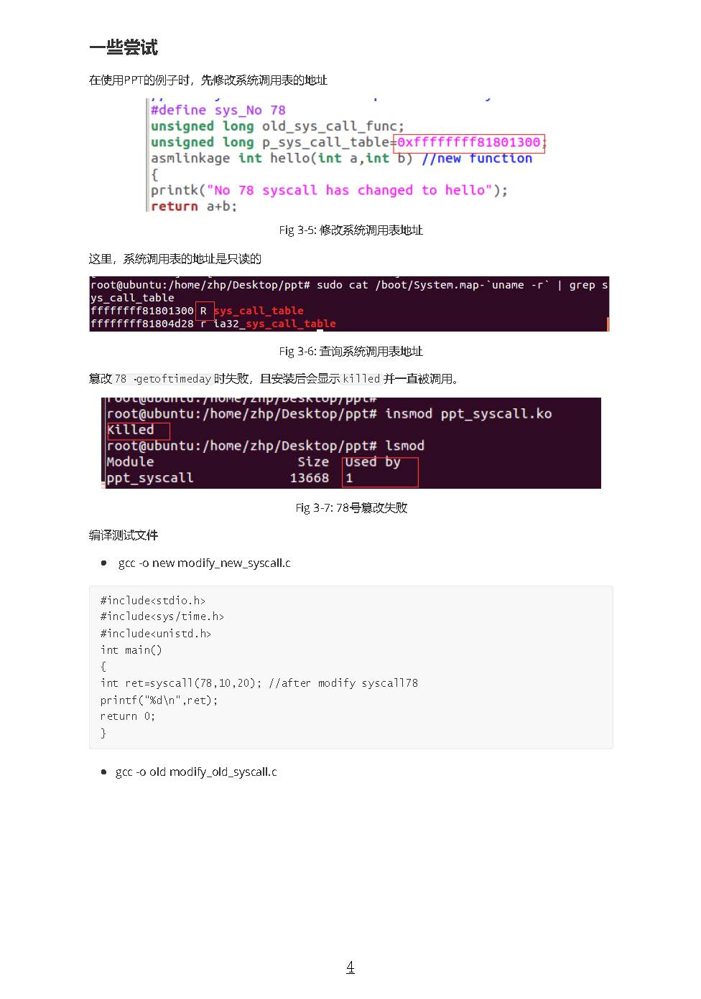 一些尝试
在使用PPT的例子时，先修改系统调用表的地址
#define sys_No 78
unsigned long old_sys_call_func;
unsigned long p_sys_call_table=0xffffffff81801300;
asmlinkage int hello(int a,int b) //new function
{
printk("No 78 syscall has changed to hello");
return a+b;
Fig 3-5: 修改系统调用表地址
这里，系统调用表的地址是只读的
root@ubuntu:/home/zhp/Desktop/ppt# sudo cat /boot/System.map-`uname -r` | grep s
ys_call_table
ffffffff81801300 R sys_call_table
ffffffff81804d28 r ia32_sys_call_table
Fig 3-6: 查询系统调用表地址
篡改 78 -getoftimeday 时失败，且安装后会显示 killed 并一直被调用。
root@ubuntu:/home/zhp/Desktop/ppt#
root@ubuntu:/home/zhp/Desktop/ppt# insmod ppt_syscall.ko
Killed
root@ubuntu:/home/zhp/Desktop/ppt# lsmod
Module Size Used by
ppt_syscall 13668 1
Fig 3-7: 78号篡改失败
编译测试文件
● gcc -o new modify_new_syscall.c
#include<stdio.h>
#include<sys/time.h>
#include<unistd.h>
int main()
{
int ret=syscall(78,10,20); //after modify syscall78
printf("%d\n",ret);
return 0;
}
● gcc -o old modify_old_syscall.c
4